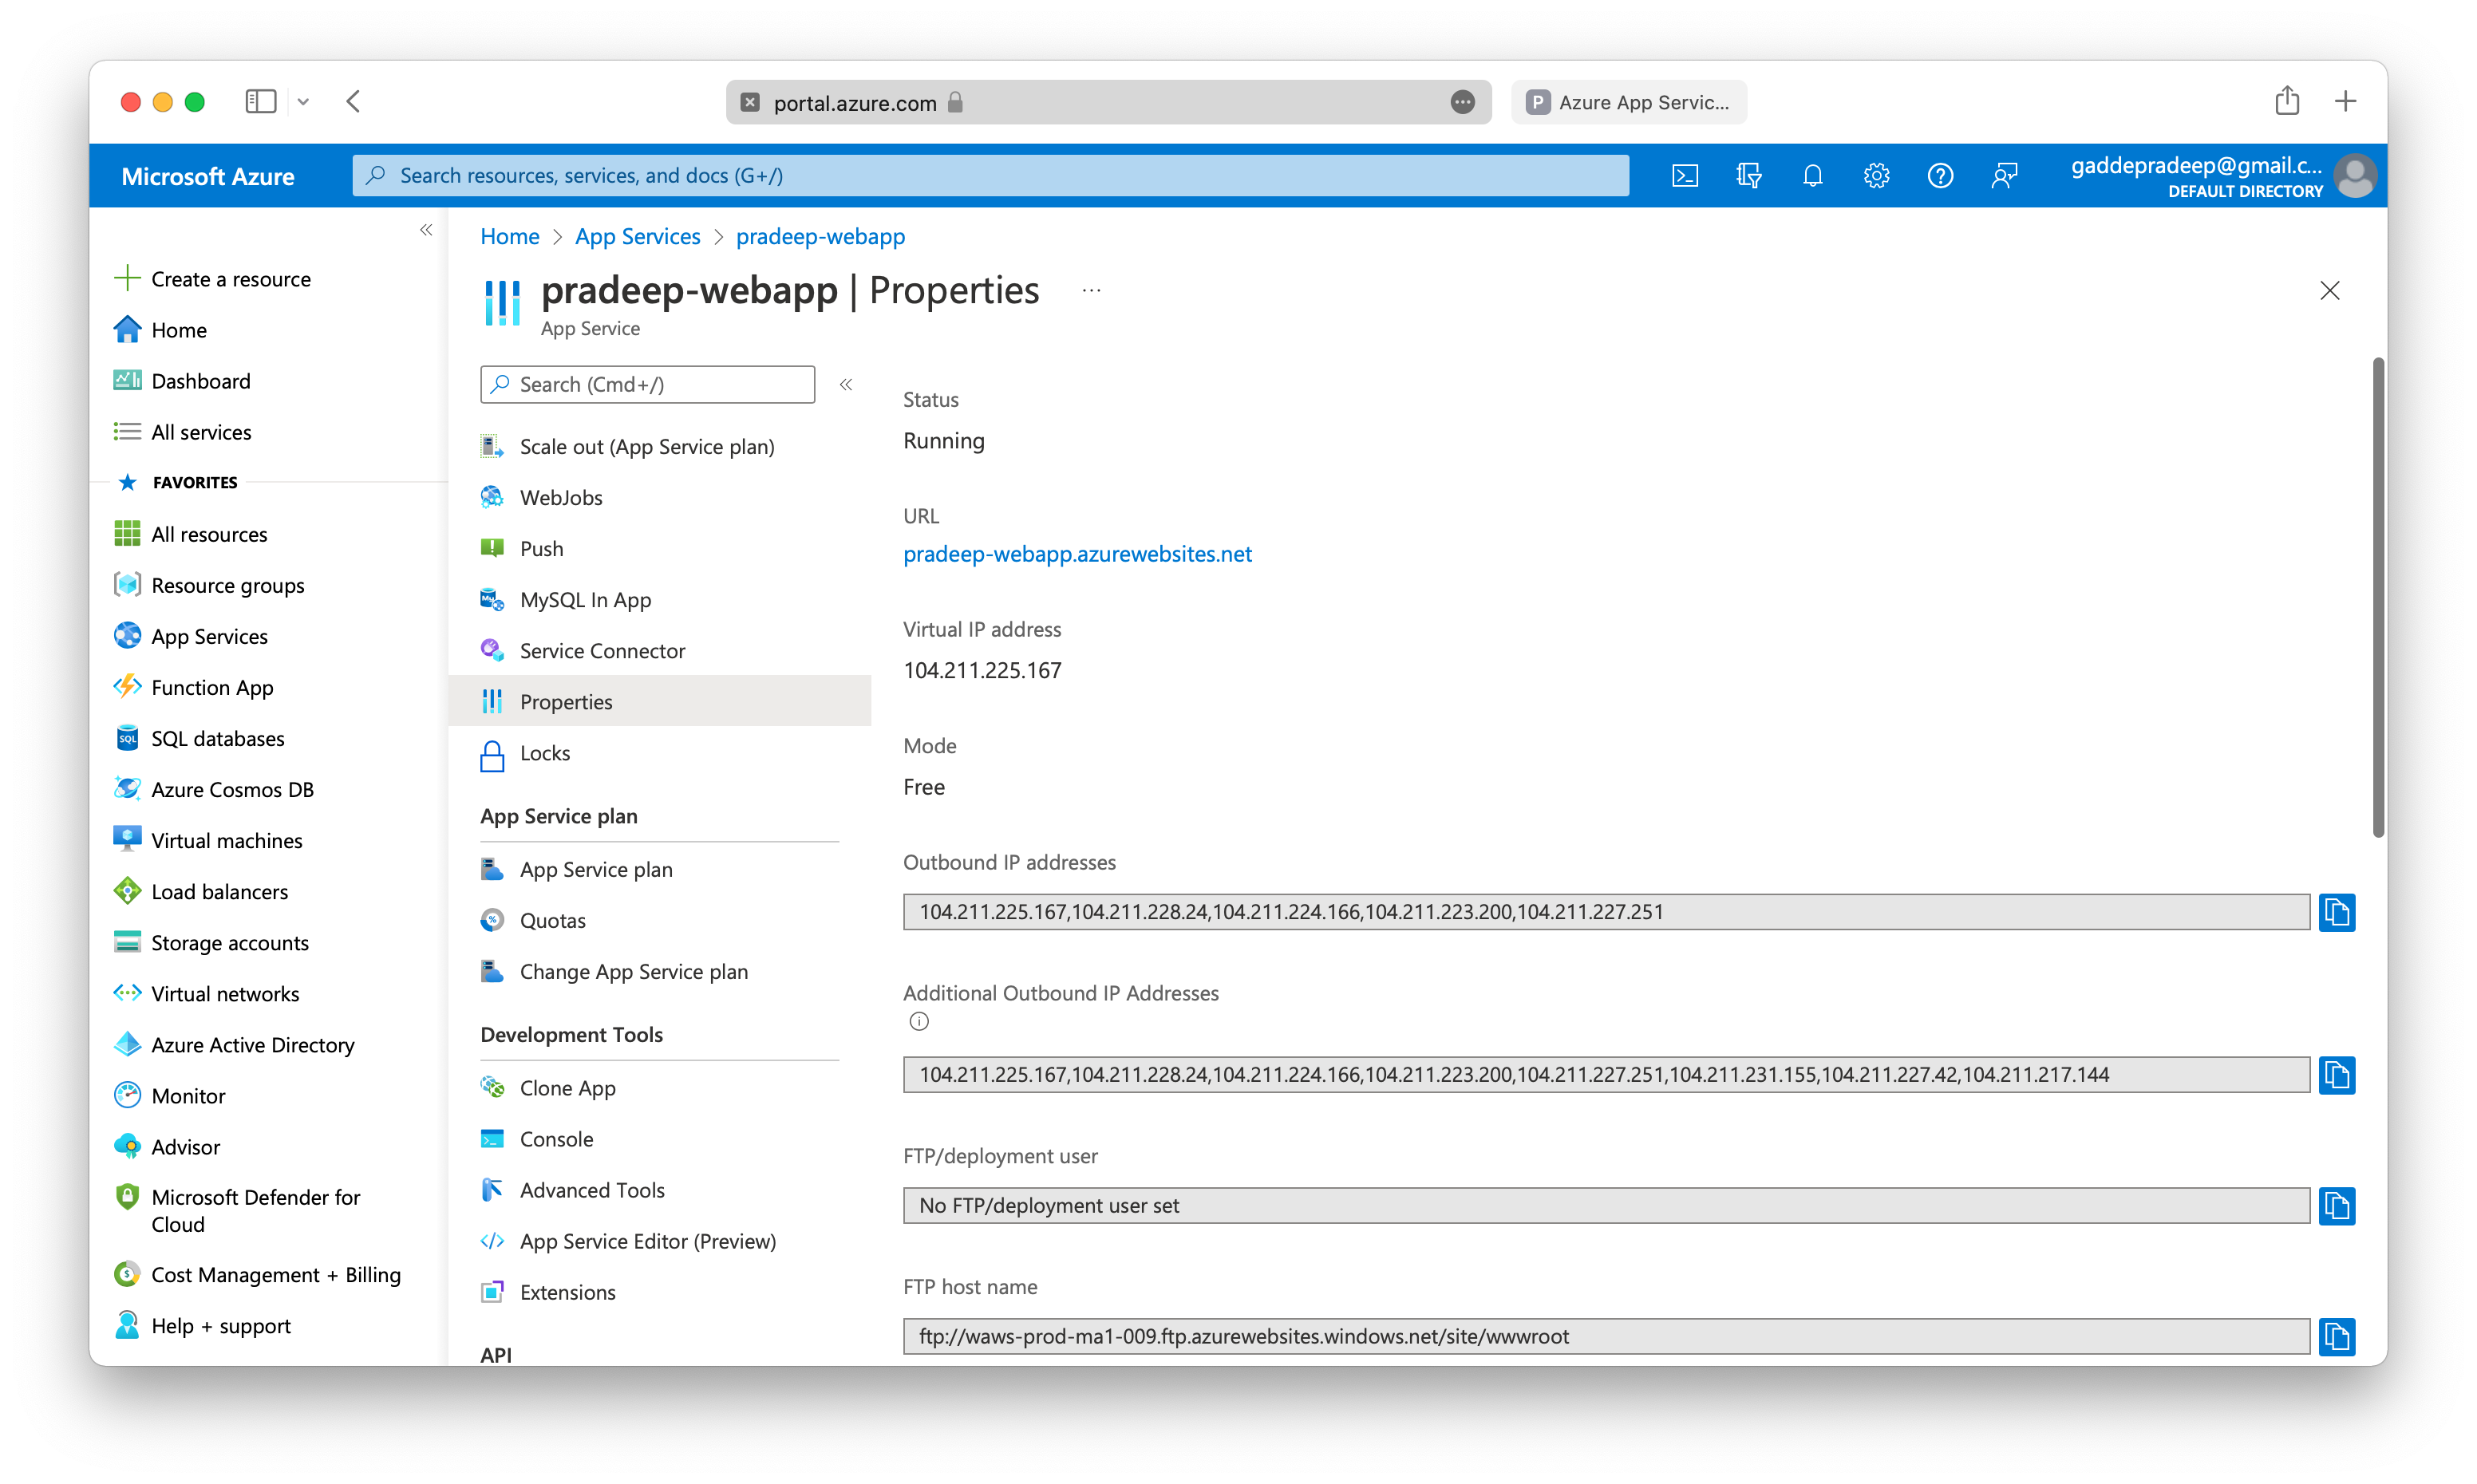 portal.azure.com
P Azure App Servic...
Microsoft Azure
Search resources, services, and docs (G+/)
gaddepradeep@gmail.c...
DEFAULT DIRECTORY
Create a resource
Home
Dashboard
All services
FAVORITES
All resources
Resource groups
App Services
Function App
SQL databases
Azure Cosmos DB
Virtual machines
Load balancers
Storage accounts
Virtual networks
Azure Active Directory
Monitor
Advisor
Microsoft Defender for
Cloud
Cost Management + Billing
Help + support
Home > App Services > pradeep-webapp
pradeep-webapp | Properties ...
App Service
Search (Cmd+/)
Scale out (App Service plan)
WebJobs
Push
MySQL In App
Service Connector
Properties
Locks
App Service plan
App Service plan
Quotas
Change App Service plan
Development Tools
Clone App
Console
Advanced Tools
App Service Editor (Preview)
Extensions
API
Status
Running
URL
pradeep-webapp.azurewebsites.net
Virtual IP address
104.211.225.167
Mode
Free
Outbound IP addresses
104.211.225.167,104.211.228.24,104.211.224.166,104.211.223.200,104.211.227.251
Additional Outbound IP Addresses
104.211.225.167,104.211.228.24,104.211.224.166,104.211.223.200,104.211.227.251,104.211.231.155,104.211.227.42,104.211.217.144
FTP/deployment user
No FTP/deployment user set
FTP host name
ftp://waws-prod-ma1-009.ftp.azurewebsites.windows.net/site/wwwroot